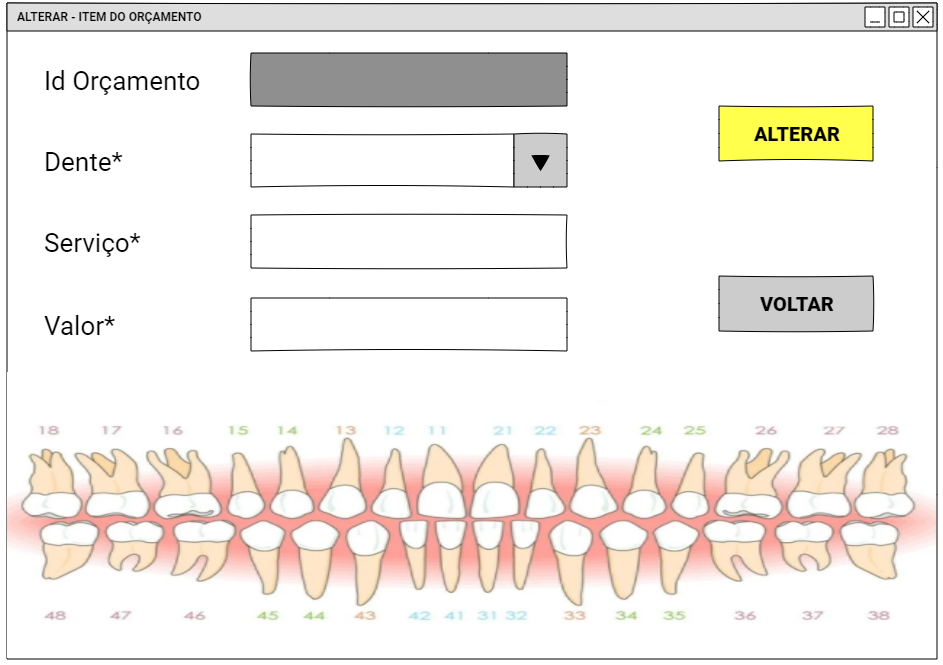 ALTERAR - ITEM DO ORÇAMENTO
Id Orçamento
ALTERAR
Dente*
Serviço*
VOLTAR
Valor*
18 17 16 15 14 13 12 11 21 22 23 24 25 26 27 28
48 47 46 45 44 43 42 41 31 32 33 34 35 36 37 38